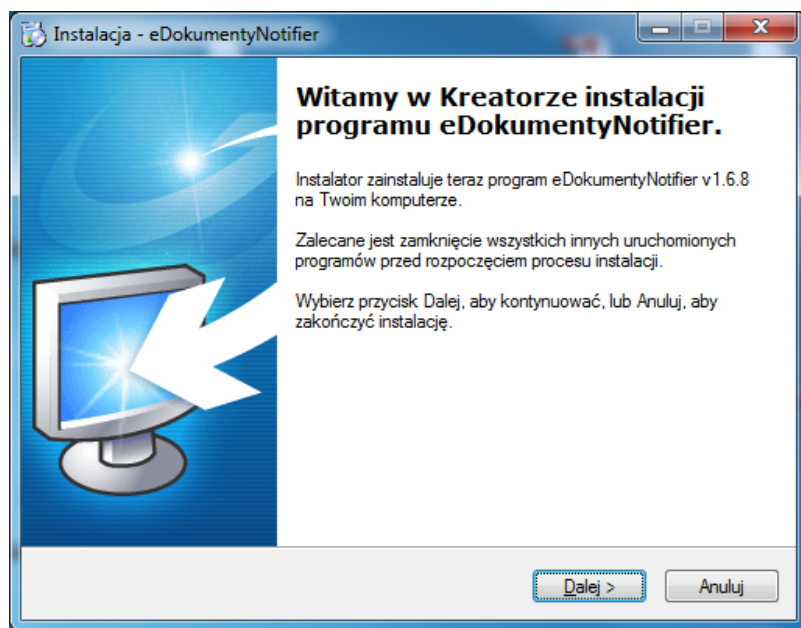 Instalacja - eDokumentyNotifier
Witamy w Kreatorze instalacji
programu eDokumentyNotifier.
Instalator zainstaluje teraz program eDokumentyNotifier v1.6.8
na Twoim komputerze.
Zalecane jest zamknięcie wszystkich innych uruchomionych
programów przed rozpoczęciem procesu instalacji.
Wybierz przycisk Dalej, aby kontynuować, lub Anuluj, aby
zakończyć instalację.
Dalej > Anuluj